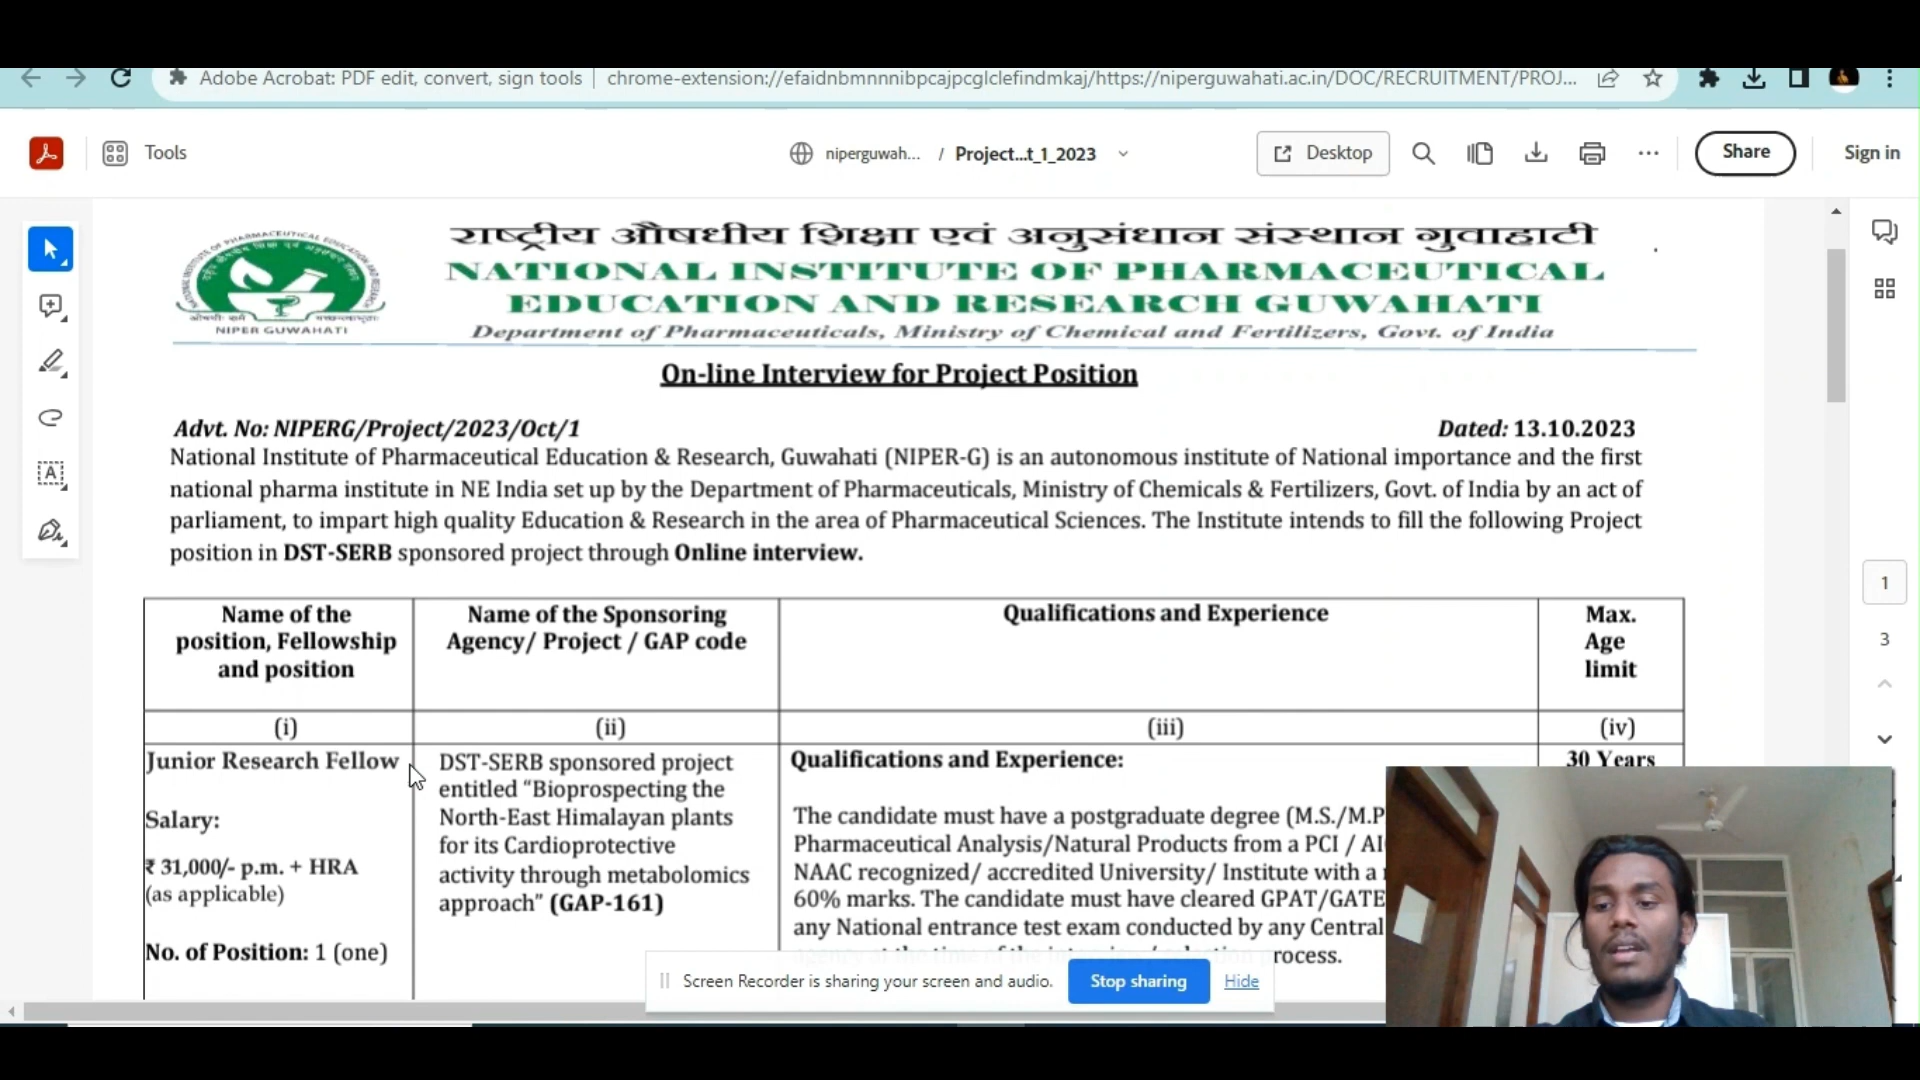 Adobe Acrobat: PDF edit, convert, sign tools | chrome-extension://efaidnbmnnnibpcajpcglclefindmkaj/https://niperguwahati.ac.in/DOC/RECRUITMENT/PROJ...
Tools
niperguwah... / Project...t_1_2023
Desktop
Share
Sign in
राष्ट्रीय औषधीय शिक्षा एवं अनुसंधान संस्थान गुवाहाटी
NATIONAL INSTITUTE OF PHARMACEUTICAL
EDUCATION AND RESEARCH GUWAHATI
NIPER GUWAHATI
Department of Pharmaceuticals, Ministry of Chemical and Fertilizers, Govt. of India
On-line Interview for Project Position
Advt. No: NIPERG/Project/2023/Oct/1
Dated: 13.10.2023
National Institute of Pharmaceutical Education & Research, Guwahati (NIPER-G) is an autonomous institute of National importance and the first
national pharma institute in NE India set up by the Department of Pharmaceuticals, Ministry of Chemicals & Fertilizers, Govt. of India by an act of
parliament, to impart high quality Education & Research in the area of Pharmaceutical Sciences. The Institute intends to fill the following Project
position in DST-SERB sponsored project through Online interview.
Name of the
position, Fellowship
and position
Name of the Sponsoring
Agency/ Project / GAP code
Qualifications and Experience
Max.
Age
limit
(i)
(ii)
(iii)
(iv)
Junior Research Fellow
Salary:
₹ 31,000/- p.m. + HRA
(as applicable)
No. of Position: 1 (one)
DST-SERB sponsored project
entitled “Bioprospecting the
North-East Himalayan plants
for its Cardioprotective
activity through metabolomics
approach” (GAP-161)
Qualifications and Experience:
The candidate must have a postgraduate degree (M.S./M.P
Pharmaceutical Analysis/Natural Products from a PCI / AI
NAAC recognized/ accredited University/ Institute with a
60% marks. The candidate must have cleared GPAT/GATE
any National entrance test exam conducted by any Central
rocess.
30 Years
1
3
Screen Recorder is sharing your screen and audio.
Stop sharing
Hide